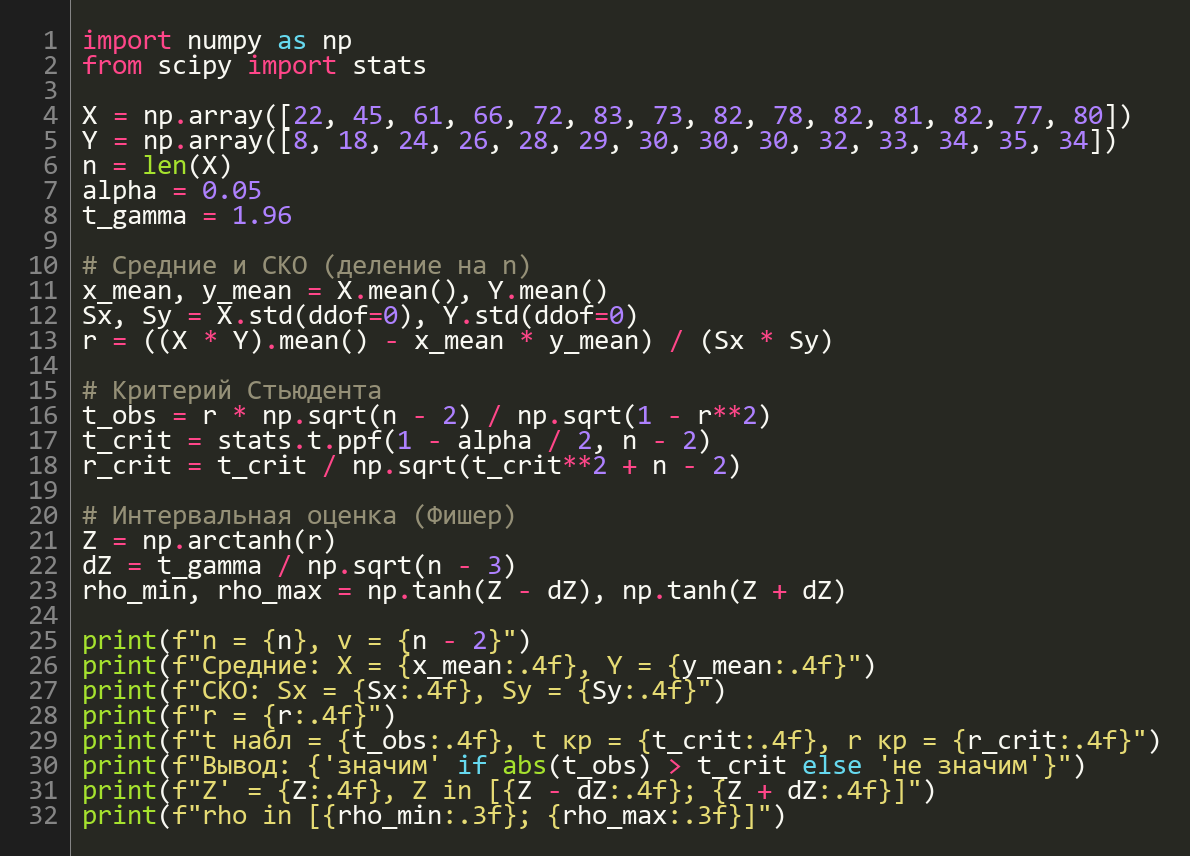 1 import numpy as np
2 from scipy import stats
3
4 X = np.array([22, 45, 61, 66, 72, 83, 73, 82, 78, 82, 81, 82, 77, 80])
5 Y = np.array([8, 18, 24, 26, 28, 29, 30, 30, 30, 32, 33, 34, 35, 34])
6 n = len(X)
7 alpha = 0.05
8 t_gamma = 1.96
9
10 # Средние и СКО (деление на n)
11 x_mean, y_mean = X.mean(), Y.mean()
12 Sx, Sy = X.std(ddof=0), Y.std(ddof=0)
13 r = ((X * Y).mean() - x_mean * y_mean) / (Sx * Sy)
14
15 # Критерий Стьюдента
16 t_obs = r * np.sqrt(n - 2) / np.sqrt(1 - r**2)
17 t_crit = stats.t.ppf(1 - alpha / 2, n - 2)
18 r_crit = t_crit / np.sqrt(t_crit**2 + n - 2)
19
20 # Интервальная оценка (Фишер)
21 Z = np.arctanh(r)
22 dZ = t_gamma / np.sqrt(n - 3)
23 rho_min, rho_max = np.tanh(Z - dZ), np.tanh(Z + dZ)
24
25 print(f"n = {n}, v = {n - 2}")
26 print(f"Средние: X = {x_mean:.4f}, Y = {y_mean:.4f}")
27 print(f"СКО: Sx = {Sx:.4f}, Sy = {Sy:.4f}")
28 print(f"r = {r:.4f}")
29 print(f"t набл = {t_obs:.4f}, t кр = {t_crit:.4f}, r кр = {r_crit:.4f}")
30 print(f"Вывод: {'значим' if abs(t_obs) > t_crit else 'не значим'}")
31 print(f"Z' = {Z:.4f}, Z in [{Z - dZ:.4f}; {Z + dZ:.4f}]")
32 print(f"rho in [{rho_min:.3f}; {rho_max:.3f}]")